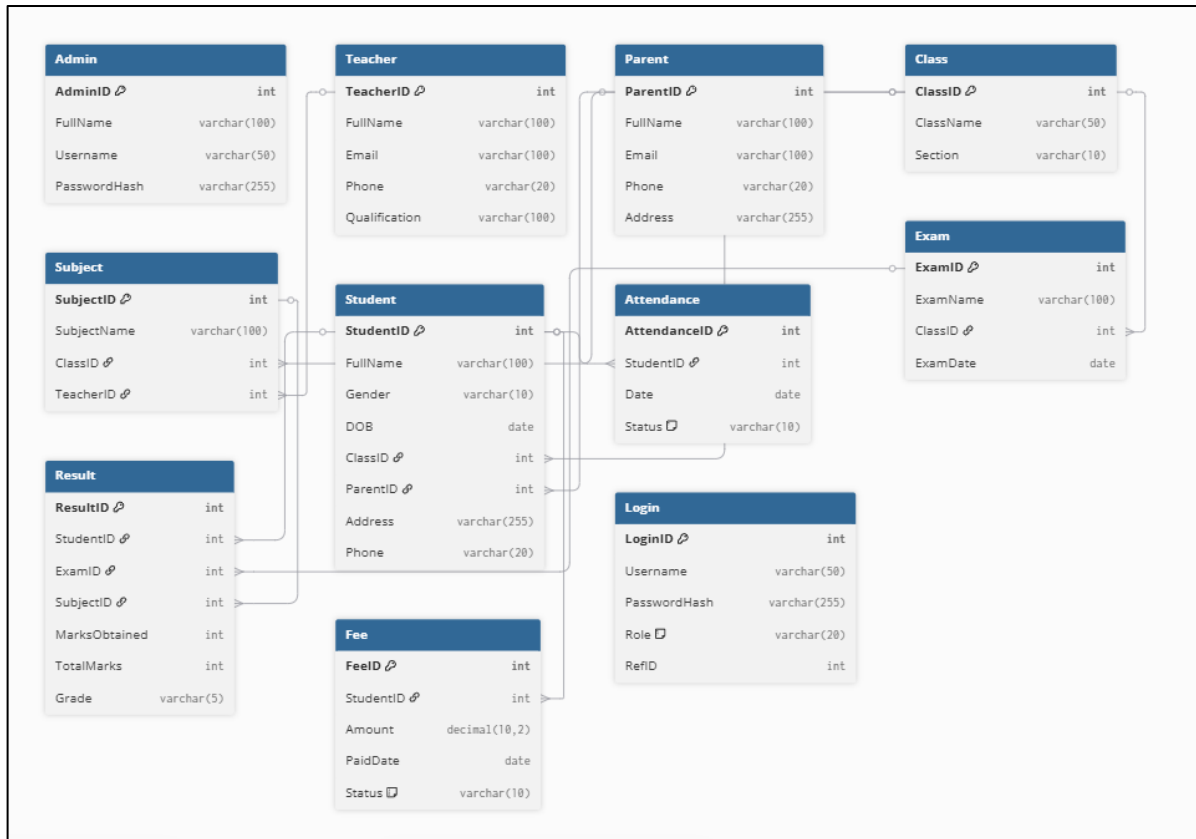 Admin
AdminID int
FullName varchar(100)
Username varchar(50)
PasswordHash varchar(255)
Teacher
TeacherID int
FullName varchar(100)
Email varchar(100)
Phone varchar(20)
Qualification varchar(100)
Parent
ParentID int
FullName varchar(100)
Email varchar(100)
Phone varchar(20)
Address varchar(255)
Class
ClassID int
ClassName varchar(50)
Section varchar(10)
Subject
SubjectID int
SubjectName varchar(100)
ClassID int
TeacherID int
Student
StudentID int
FullName varchar(100)
Gender varchar(10)
DOB date
ClassID int
ParentID int
Address varchar(255)
Phone varchar(20)
Attendance
AttendanceID int
StudentID int
Date date
Status varchar(10)
Exam
ExamID int
ExamName varchar(100)
ClassID int
ExamDate date
Result
ResultID int
StudentID int
ExamID int
SubjectID int
MarksObtained int
TotalMarks int
Grade varchar(5)
Fee
FeeID int
StudentID int
Amount decimal(10,2)
PaidDate date
Status varchar(10)
Login
LoginID int
Username varchar(50)
PasswordHash varchar(255)
Role varchar(20)
RefID int